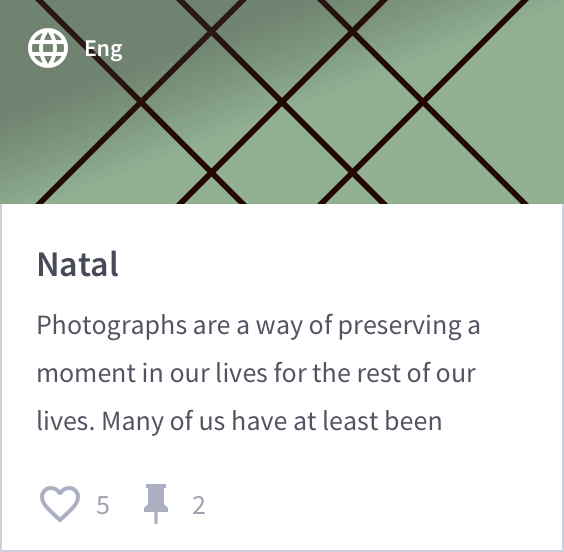 Eng
Natal
Photographs are a way of preserving a
moment in our lives for the rest of our
lives. Many of us have at least been
5 2